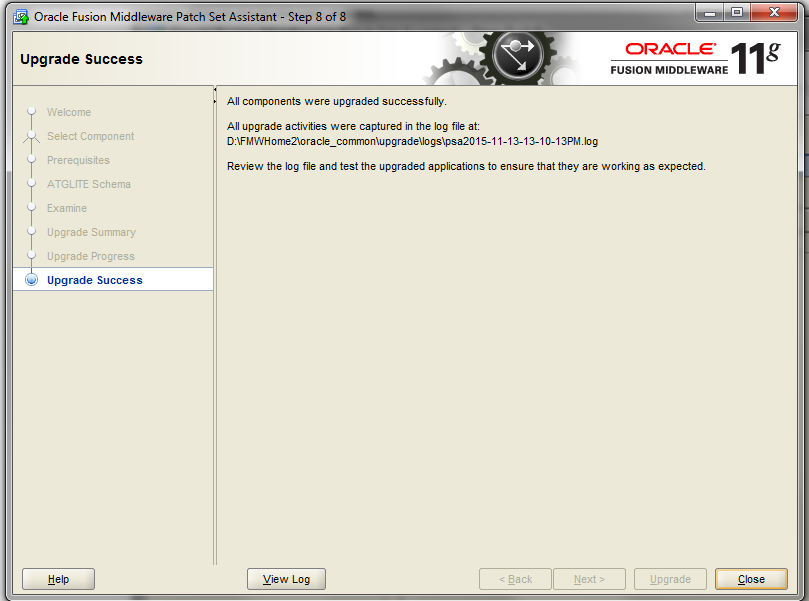 Oracle Fusion Middleware Patch Set Assistant - Step 8 of 8
Upgrade Success
ORACLE
FUSION MIDDLEWARE
11g
Welcome
Select Component
Prerequisites
ATGLITE Schema
Examine
Upgrade Summary
Upgrade Progress
Upgrade Success
All components were upgraded successfully.
All upgrade activities were captured in the log file at:
D:\FMWHome2\oracle_common\upgrade\logs\psa2015-11-13-13-10-13PM.log
Review the log file and test the upgraded applications to ensure that they are working as expected.
Help
View Log
< Back
Next >
Upgrade
Close